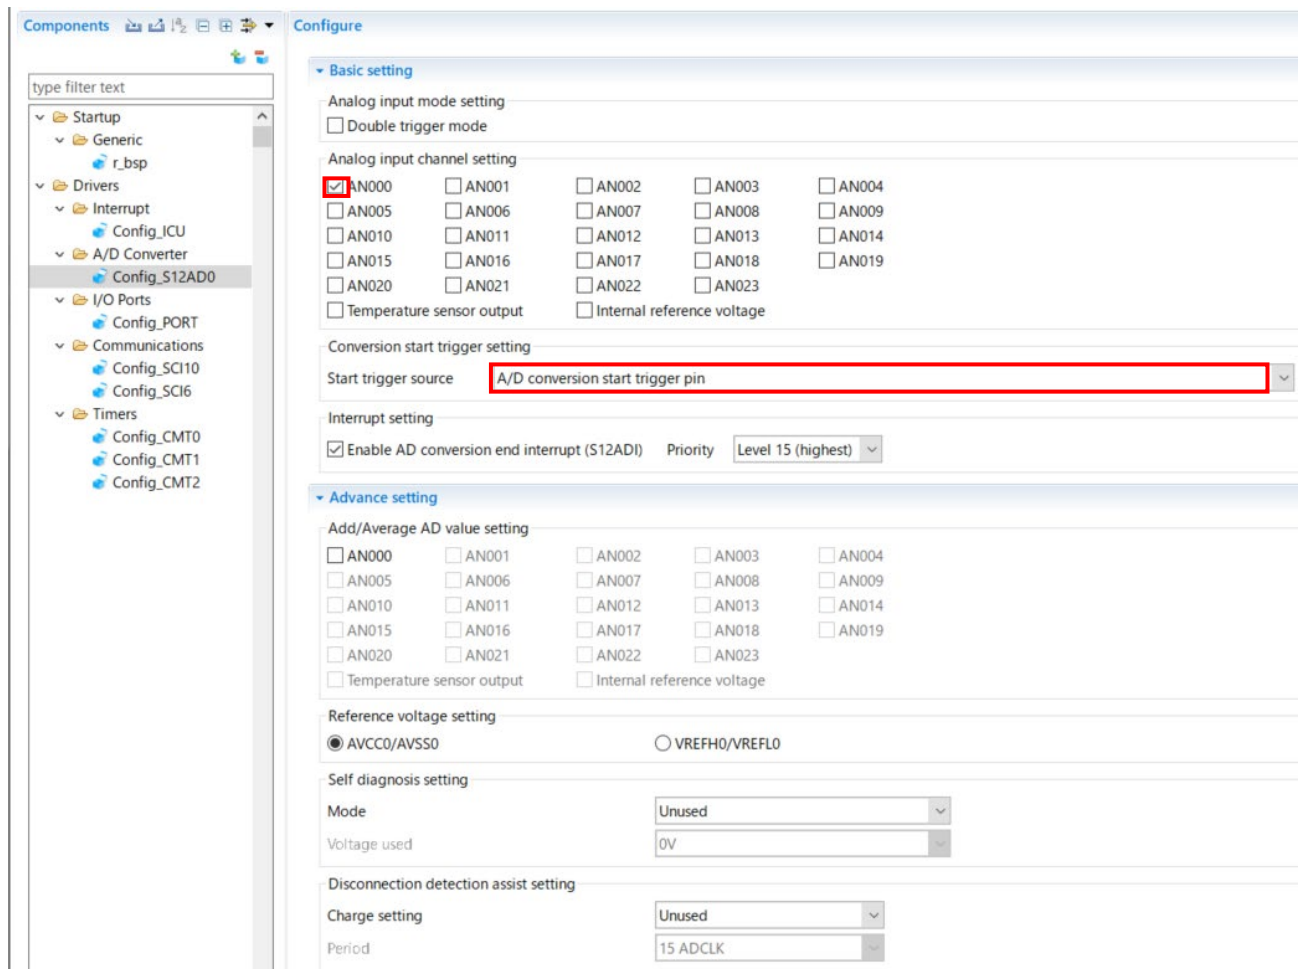 Components
Configure
type filter text
Startup
Generic
r_bsp
Drivers
Interrupt
Config_ICU
A/D Converter
Config_S12AD0
I/O Ports
Config_PORT
Communications
Config_SCI10
Config_SCI6
Timers
Config_CMT0
Config_CMT1
Config_CMT2
Basic setting
Analog input mode setting
Double trigger mode
Analog input channel setting
AN000 AN001 AN002 AN003 AN004
AN005 AN006 AN007 AN008 AN009
AN010 AN011 AN012 AN013 AN014
AN015 AN016 AN017 AN018 AN019
AN020 AN021 AN022 AN023
Temperature sensor output Internal reference voltage
Conversion start trigger setting
Start trigger source A/D conversion start trigger pin
Interrupt setting
Enable AD conversion end interrupt (S12ADI) Priority Level 15 (highest)
Advance setting
Add/Average AD value setting
AN000 AN001 AN002 AN003 AN004
AN005 AN006 AN007 AN008 AN009
AN010 AN011 AN012 AN013 AN014
AN015 AN016 AN017 AN018 AN019
AN020 AN021 AN022 AN023
Temperature sensor output Internal reference voltage
Reference voltage setting
AVCC0/AVSS0 VREFH0/VREFL0
Self diagnosis setting
Mode Unused
Voltage used 0V
Disconnection detection assist setting
Charge setting Unused
Period 15 ADCLK